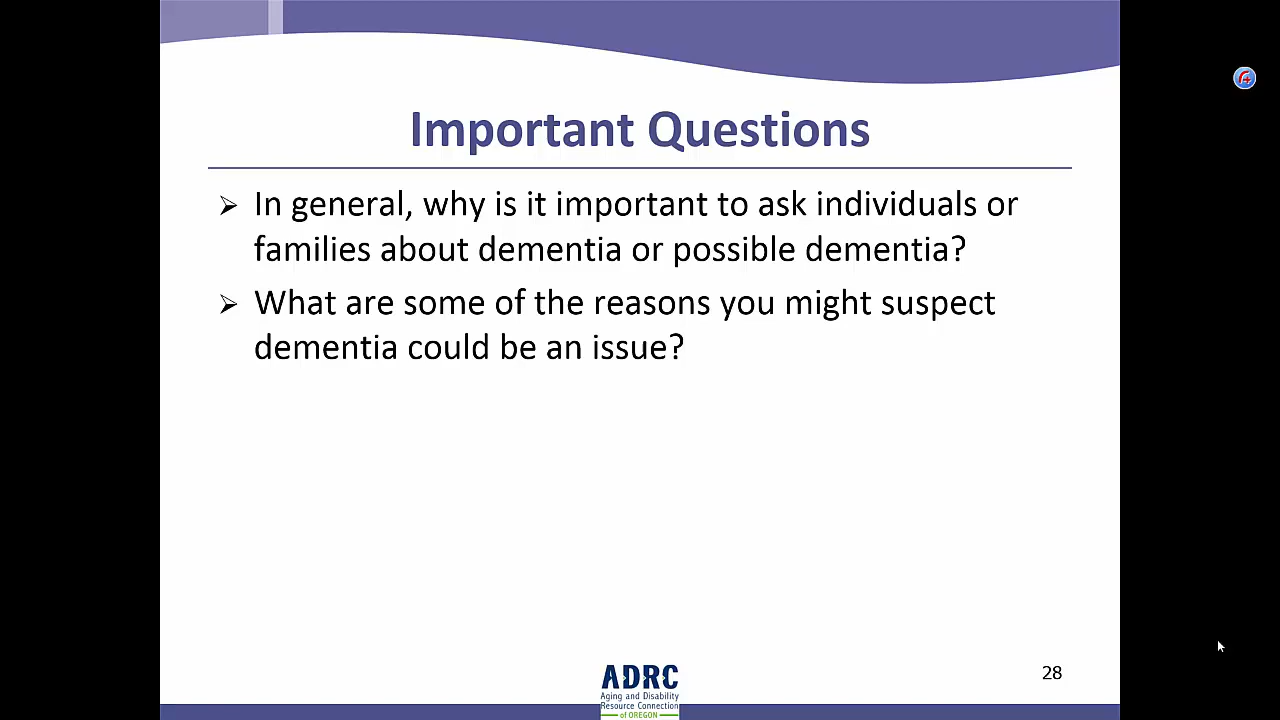 Important Questions
In general, why is it important to ask individuals or
families about dementia or possible dementia?
What are some of the reasons you might suspect
dementia could be an issue?
ADRC
Aging and Disability
Resource Connection
of OREGON
28